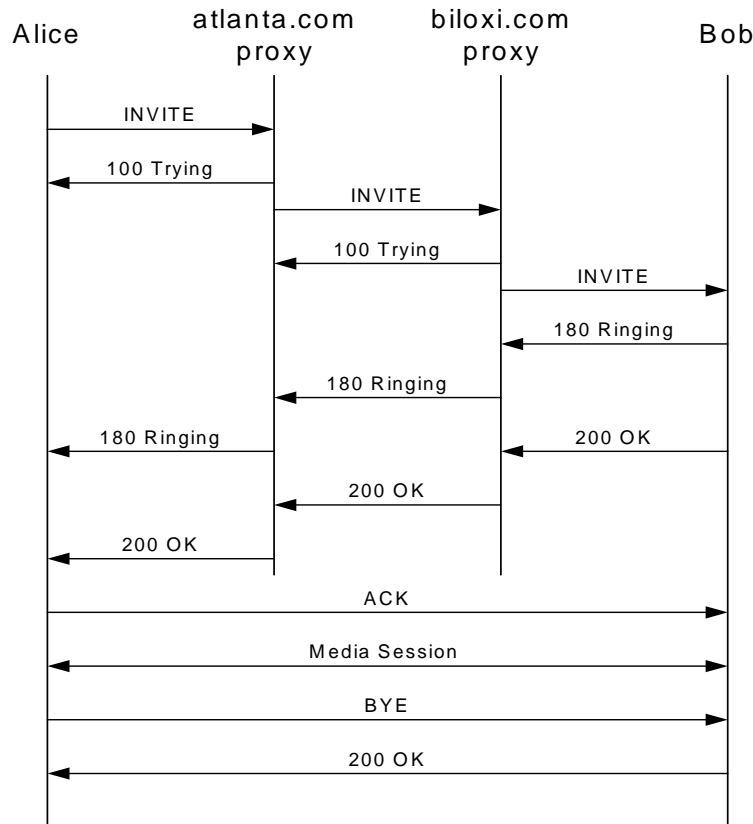 Alice
atlanta.com
proxy
biloxi.com
proxy
Bob
INVITE
100 Trying
INVITE
100 Trying
INVITE
180 Ringing
180 Ringing
180 Ringing
200 OK
200 OK
200 OK
ACK
Media Session
BYE
200 OK